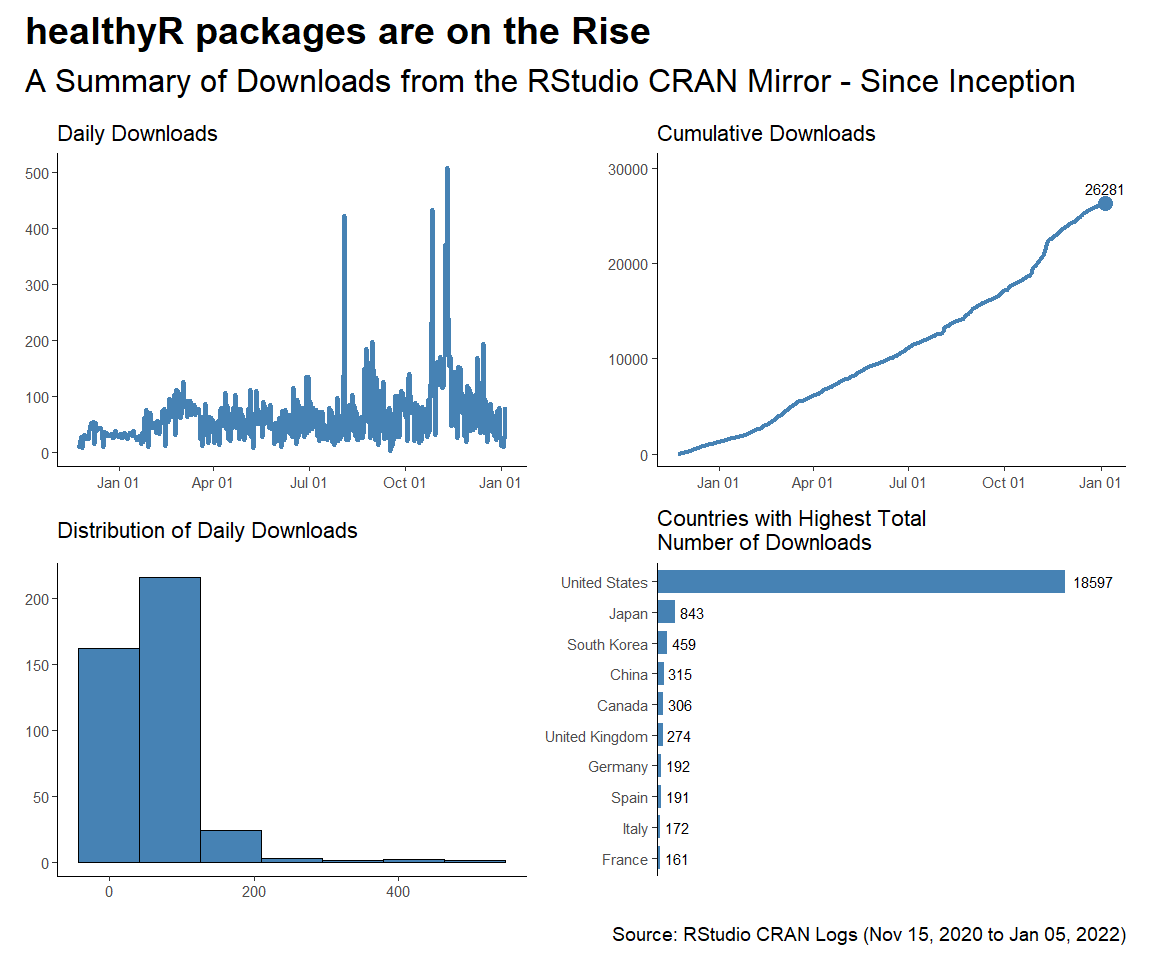 healthyR packages are on the Rise
A Summary of Downloads from the RStudio CRAN Mirror - Since Inception
Daily Downloads
500
400
300
200
100
0
Jan 01
Apr 01
Jul 01
Oct 01
Jan 01
Cumulative Downloads
30000
20000
10000
0
26281
Jan 01
Apr 01
Jul 01
Oct 01
Jan 01
Distribution of Daily Downloads
200
150
100
50
0
0
200
400
Countries with Highest Total
Number of Downloads
United States 18597
Japan 843
South Korea 459
China 315
Canada 306
United Kingdom 274
Germany 192
Spain 191
Italy 172
France 161
Source: RStudio CRAN Logs (Nov 15, 2020 to Jan 05, 2022)